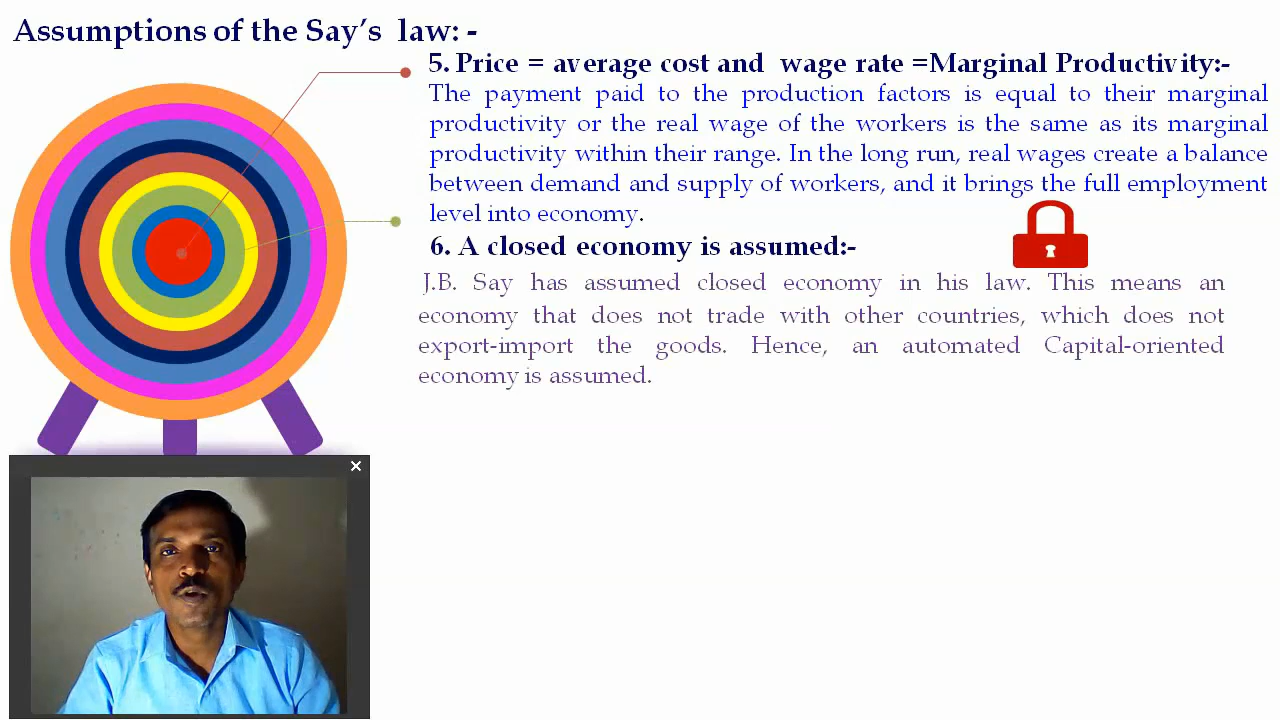 Assumptions of the Say's law: -
5. Price = average cost and wage rate =Marginal Productivity:-
The payment paid to the production factors is equal to their marginal
productivity or the real wage of the workers is the same as its marginal
productivity within their range. In the long run, real wages create a balance
between demand and supply of workers, and it brings the full employment
level into economy.
6. A closed economy is assumed:-
J.B. Say has assumed closed economy in his law. This means an
economy that does not trade with other countries, which does not
export-import the goods. Hence, an automated Capital-oriented
economy is assumed.